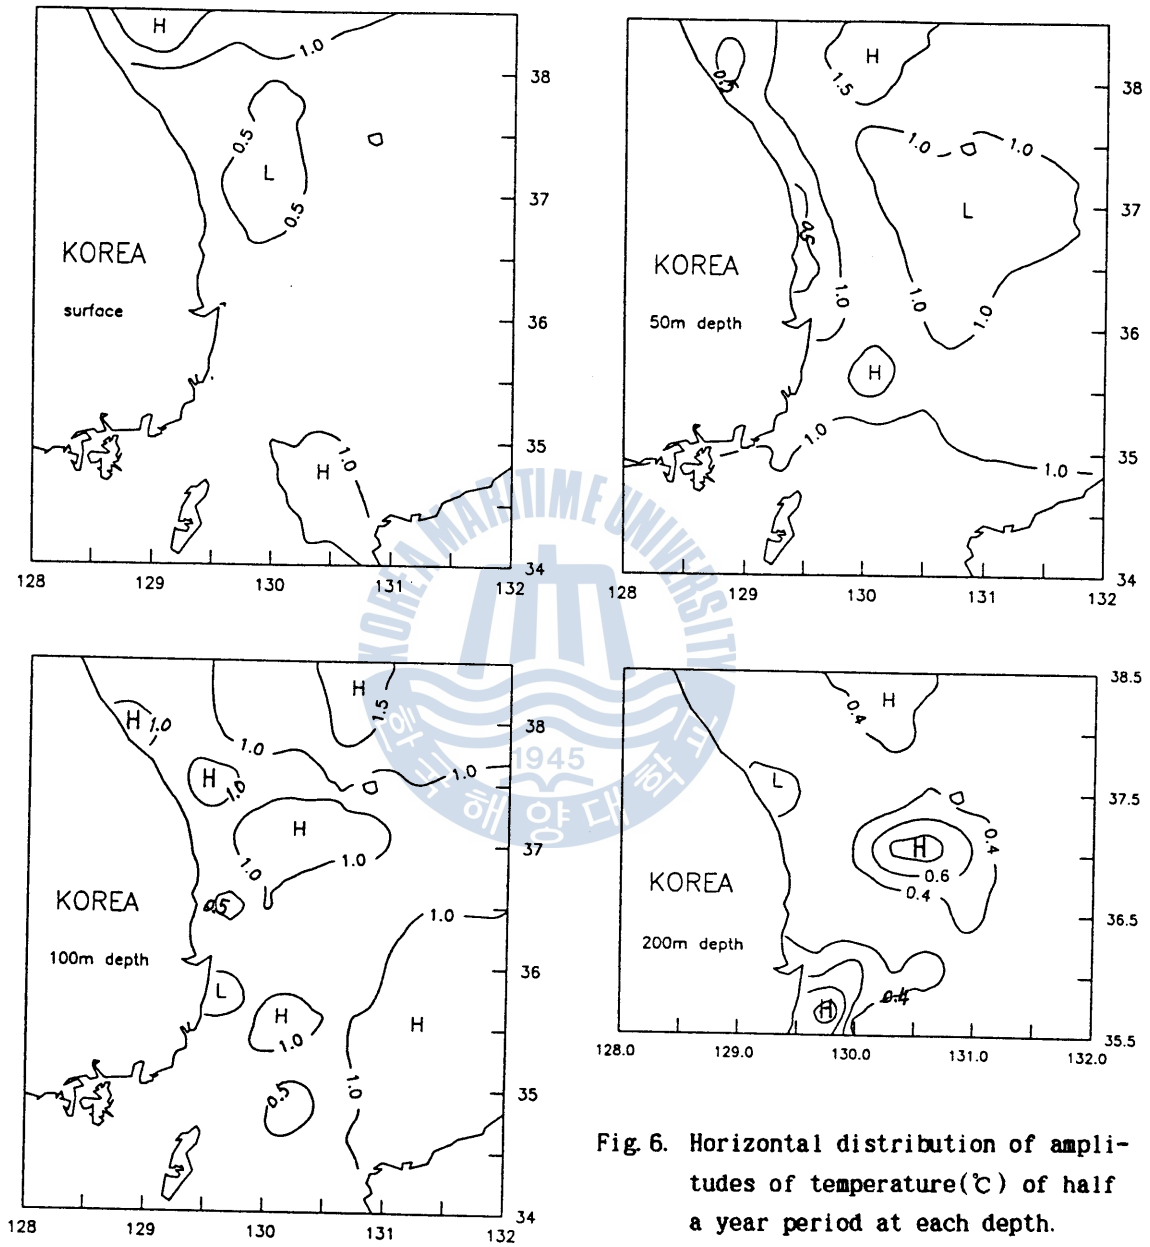 H
1.0
0.5
L
0.5
KOREA
surface
1.0
H
38
37
36
35
34
128
129
130
131
132
0.5
H
1.5
1.0
1.0
L
0.5
KOREA
50m depth
1.0
1.0
1.0
H
1.0
1.0
38
37
36
35
34
128
129
130
131
132
KOREA MARITIME UNIVERSITY
1945
한국해양대학교
H
1.0
H
1.5
1.0
1.0
H
1.0
H
1.0
1.0
0.5
KOREA
100m depth
1.0
L
H
1.0
H
0.5
1.0
38
37
36
35
34
128
129
130
131
132
0.4
H
L
H
0.4
0.6
0.4
KOREA
200m depth
0.4
H
38.5
37.5
36.5
35.5
128.0
129.0
130.0
131.0
132.0
Fig. 6. Horizontal distribution of ampli-
tudes of temperature(℃) of half
a year period at each depth.